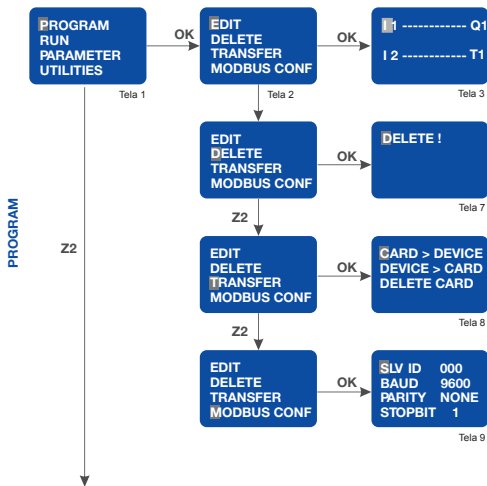 PROGRAM
RUN
PARAMETER
UTILITIES
Tela 1
OK
EDIT
DELETE
TRANSFER
MODBUS CONF
Tela 2
OK
I 1 ------------ Q1
I 2 ------------ T1
Tela 3
EDIT
DELETE
TRANSFER
MODBUS CONF
OK
DELETE !
Tela 7
Z2
PROGRAM
Z2
EDIT
DELETE
TRANSFER
MODBUS CONF
OK
CARD > DEVICE
DEVICE > CARD
DELETE CARD
Tela 8
Z2
EDIT
DELETE
TRANSFER
MODBUS CONF
OK
SLV ID 000
BAUD 9600
PARITY NONE
STOPBIT 1
Tela 9